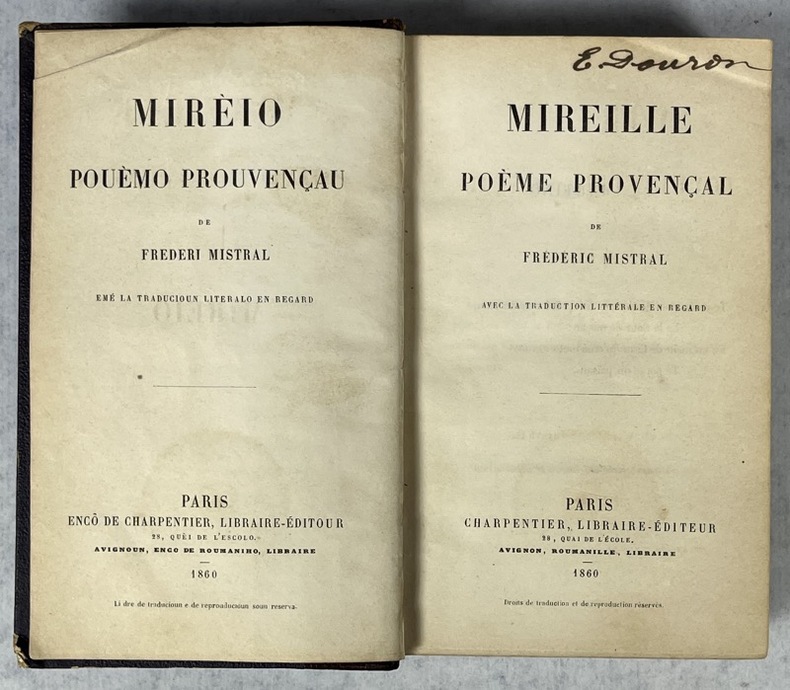 MIRÈIO
POUÈMO PROUVENÇAU
DE
FREDERI MISTRAL
EMÉ LA TRADUCIOUN LITERALO EN REGARD
PARIS
ENCÔ DE CHARPENTIER, LIBRAIRE-ÉDITOUR
28, QUÈI DE L'ESCOLO.
AVIGNOUN, ENCO DE ROUMANIHO, LIBRAIRE
1860
Li dre de traducioun e de reproducioun soun reserva.
E. Douron
MIREILLE
POÈME PROVENÇAL
DE
FRÉDÉRIC MISTRAL
AVEC LA TRADUCTION LITTÉRALE EN REGARD
PARIS
CHARPENTIER, LIBRAIRE-ÉDITEUR
28, QUAI DE L'ÉCOLE.
AVIGNON, ROUMANILLE, LIBRAIRE
1860
Droits de traduction et de reproduction réservés.